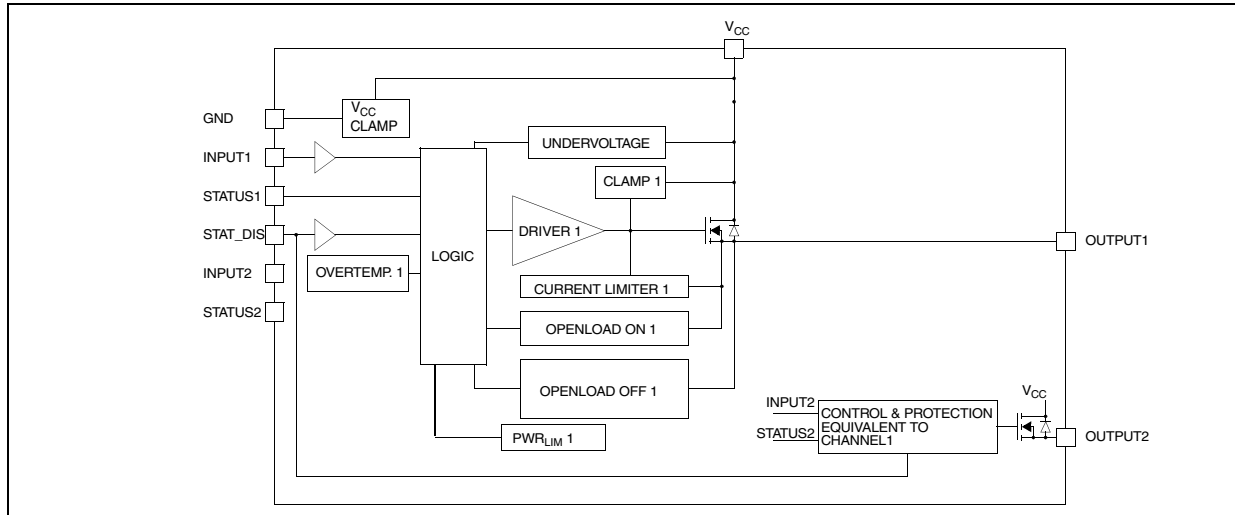 VCC
VCC
CLAMP
GND
INPUT1
UNDERVOLTAGE
CLAMP 1
STATUS1
STAT_DIS
DRIVER 1
LOGIC
OUTPUT1
INPUT2
OVERTEMP. 1
CURRENT LIMITER 1
STATUS2
OPENLOAD ON 1
OPENLOAD OFF 1
VCC
INPUT2
CONTROL & PROTECTION
EQUIVALENT TO
CHANNEL1
STATUS2
OUTPUT2
PWRLIM 1